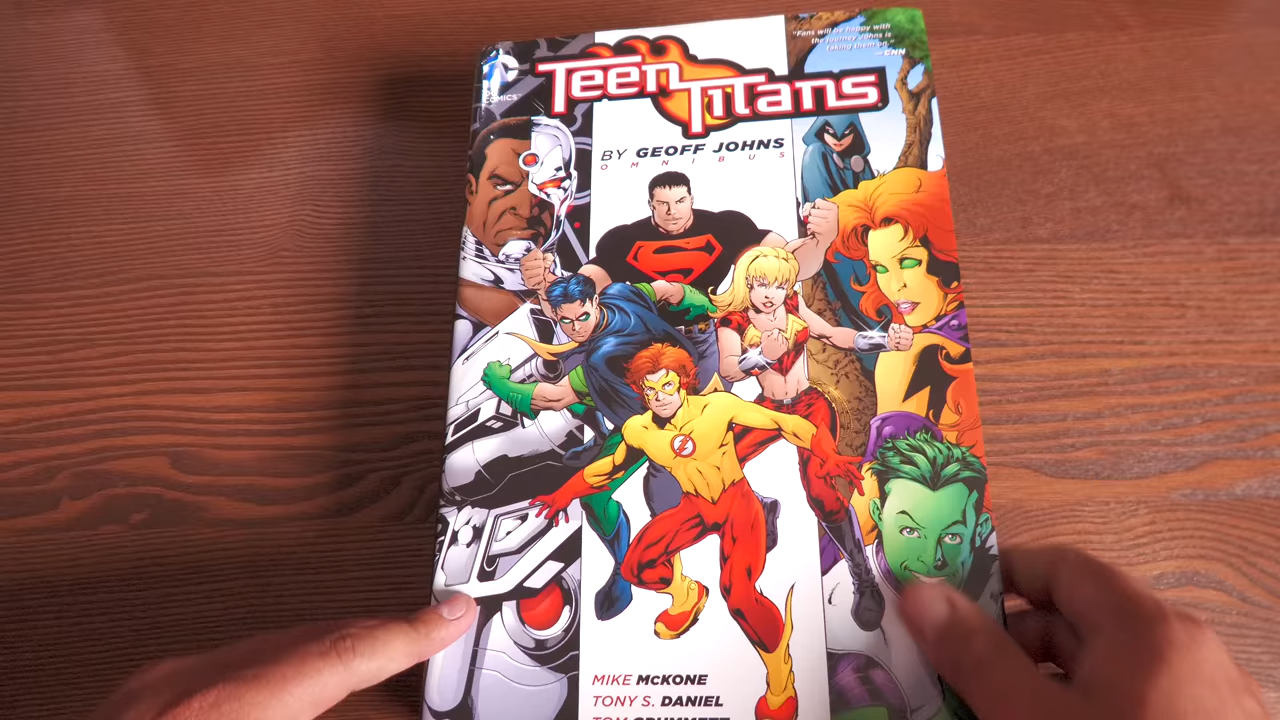 "Fans will be happy with
the journey Johns is
taking them on."
—CNN
DC
COMICS™
Teen
Titans
BY GEOFF JOHNS
OMNIBUS
MIKE McKONE
TONY S. DANIEL
TOM GRUMMETT